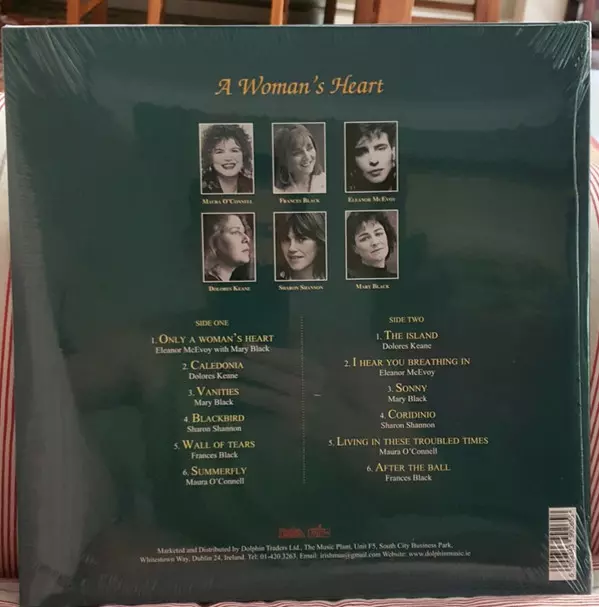 A Woman's Heart
MAURA O'CONNELL
FRANCES BLACK
ELEANOR MCEVOY
DOLORES KEANE
SHARON SHANNON
MARY BLACK
SIDE ONE
1. ONLY A WOMAN'S HEART
Eleanor McEvoy with Mary Black
2. CALEDONIA
Dolores Keane
3. VANITIES
Mary Black
4. BLACKBIRD
Sharon Shannon
5. WALL OF TEARS
Frances Black
6. SUMMERFLY
Maura O'Connell
SIDE TWO
1. THE ISLAND
Dolores Keane
2. I HEAR YOU BREATHING IN
Eleanor McEvoy
3. SONNY
Mary Black
4. CORIDINIO
Sharon Shannon
5. LIVING IN THESE TROUBLED TIMES
Maura O'Connell
6. AFTER THE BALL
Frances Black
Marketed and Distributed by Dolphin Traders Ltd., The Music Plant, Unit F5, South City Business Park,
Whitestown Way, Dublin 24, Ireland. Tel: 01-420 3265. Email: @gmail.com Website: www.dolphinmusic.ie